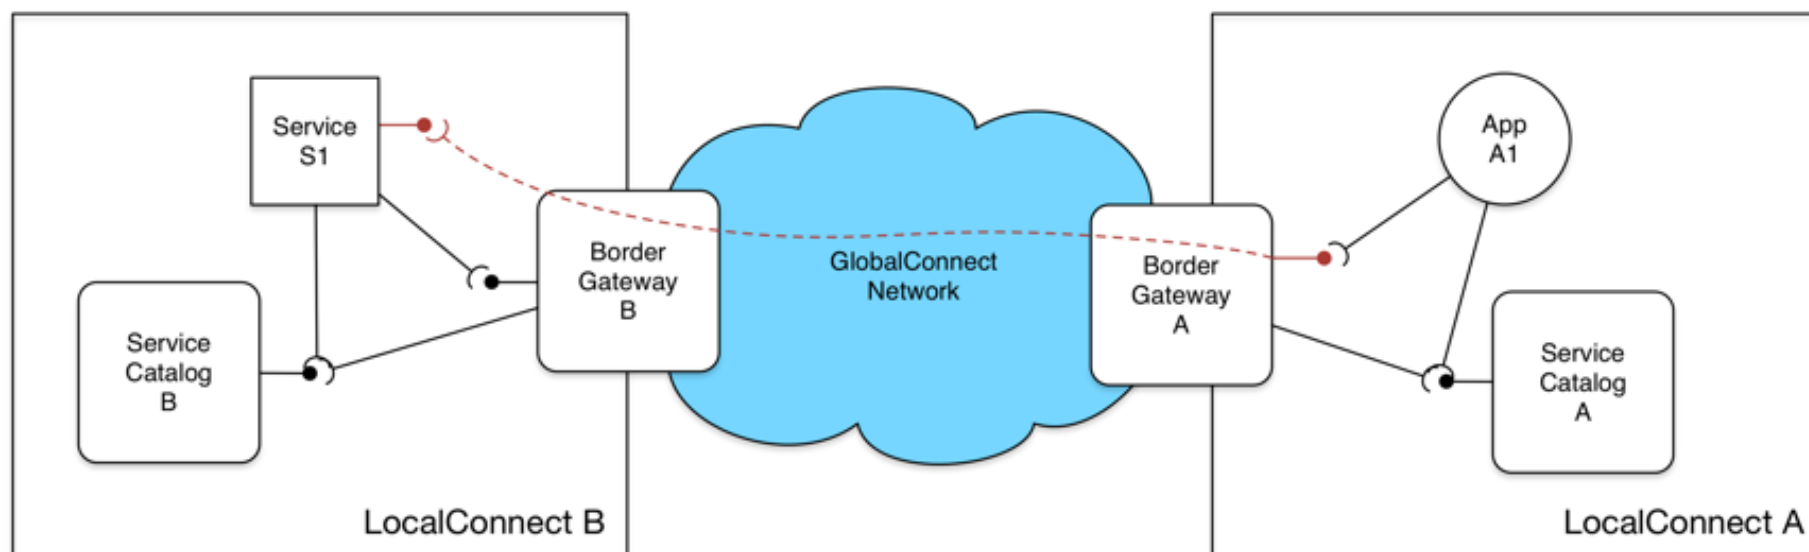 Service
S1
Service
Catalog
B
Border
Gateway
B
LocalConnect B
GlobalConnect
Network
Border
Gateway
A
App
A1
Service
Catalog
A
LocalConnect A